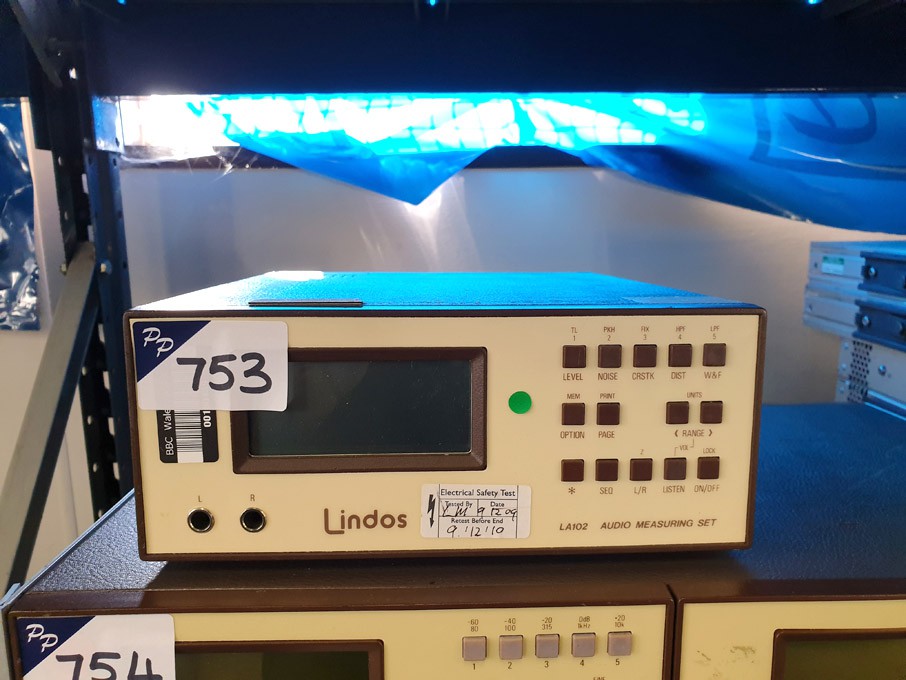 PP
753
BBC Wale
001
L R
Lindos
Electrical Safety Test
Tested By Date
LM 9 12 09
Retest Before End
9 12 10
TL PKH FIX HPF LPF
1 2 3 4 5
LEVEL NOISE CRSTK DIST W&F
MEM PRINT UNITS
OPTION PAGE < RANGE >
VOL
Z LOCK
* SEQ L/R LISTEN ON/OFF
LA102 AUDIO MEASURING SET
PP
754
-60 -40 -20 0dB +20
80 100 315 1kHz 10k
1 2 3 4 5